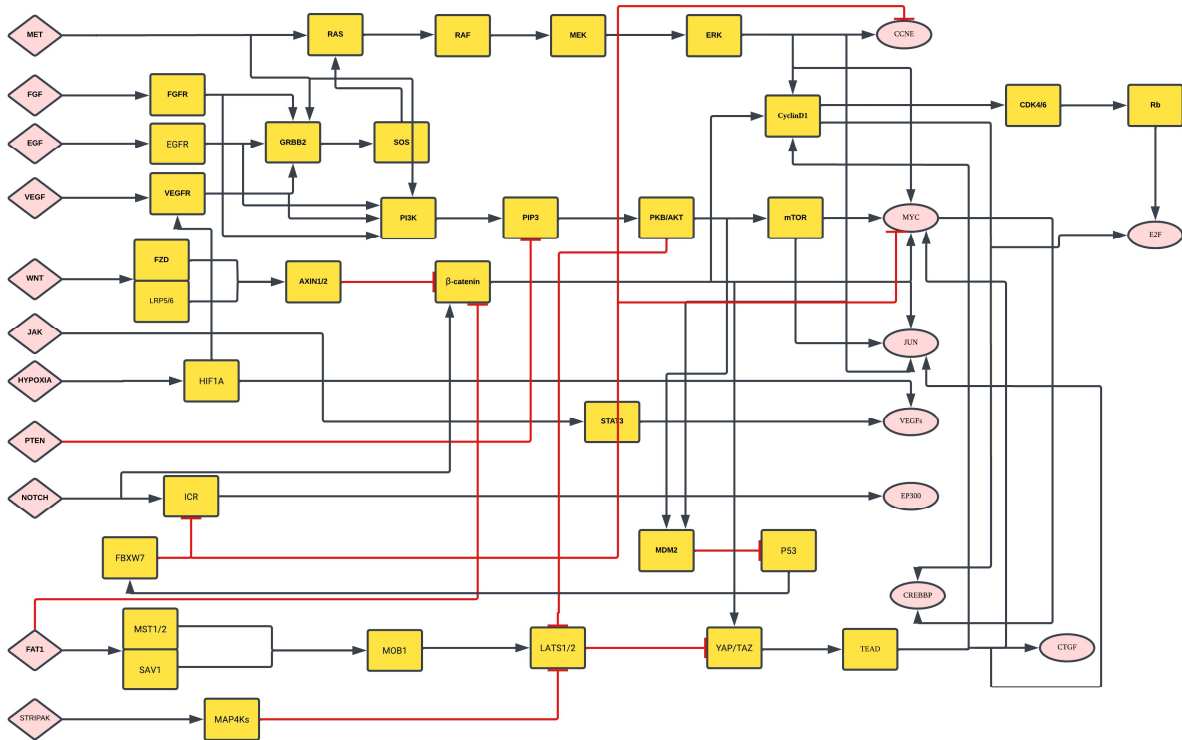 MET
RAS
RAF
MEK
ERK
CCNE
FGF
FGFR
CyclinD1
CDK4/6
Rb
EGF
EGFR
GRBB2
SOS
VEGF
VEGFR
PI3K
PIP3
PKB/AKT
mTOR
MYC
E2F
WNT
FZD
LRP5/6
AXIN1/2
β-catenin
JAK
JUN
HYPOXIA
HIF1A
STAT3
VEGFs
PTEN
NOTCH
ICR
EP300
FBXW7
MDM2
P53
CREBBP
FAT1
MST1/2
SAV1
MOB1
LATS1/2
YAP/TAZ
TEAD
CTGF
STRIPAK
MAP4Ks